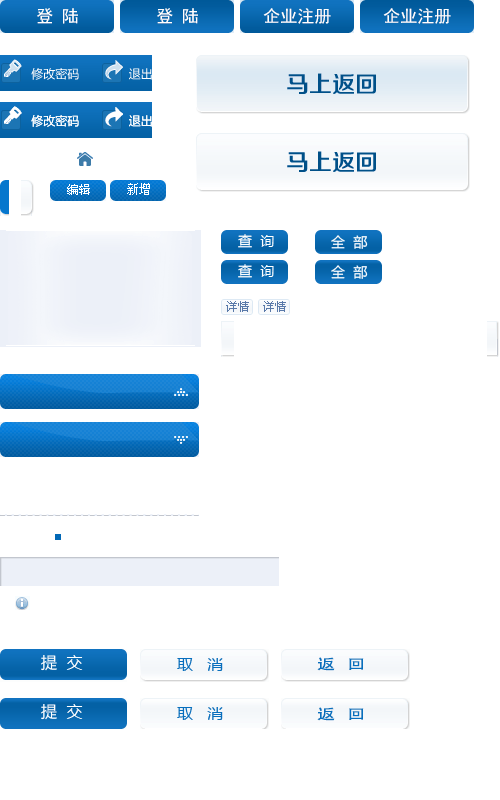 登 陆 登 陆 企业注册 企业注册
修改密码 退出
马上返回
修改密码 退出
马上返回
编辑 新增
查 询 全 部
查 询 全 部
详情 详情
提 交 取 消 返 回
提 交 取 消 返 回